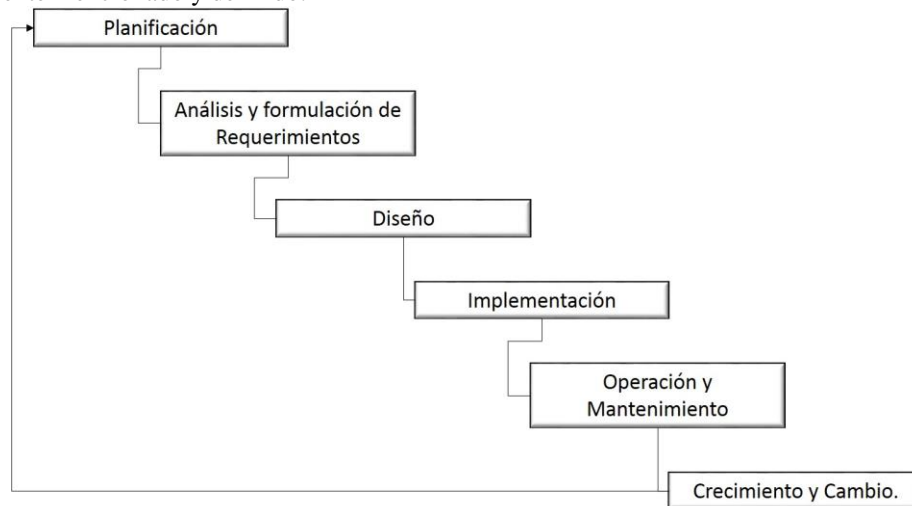 Planificación
Análisis y formulación de
Requerimientos
Diseño
Implementación
Operación y
Mantenimiento
Crecimiento y Cambio.